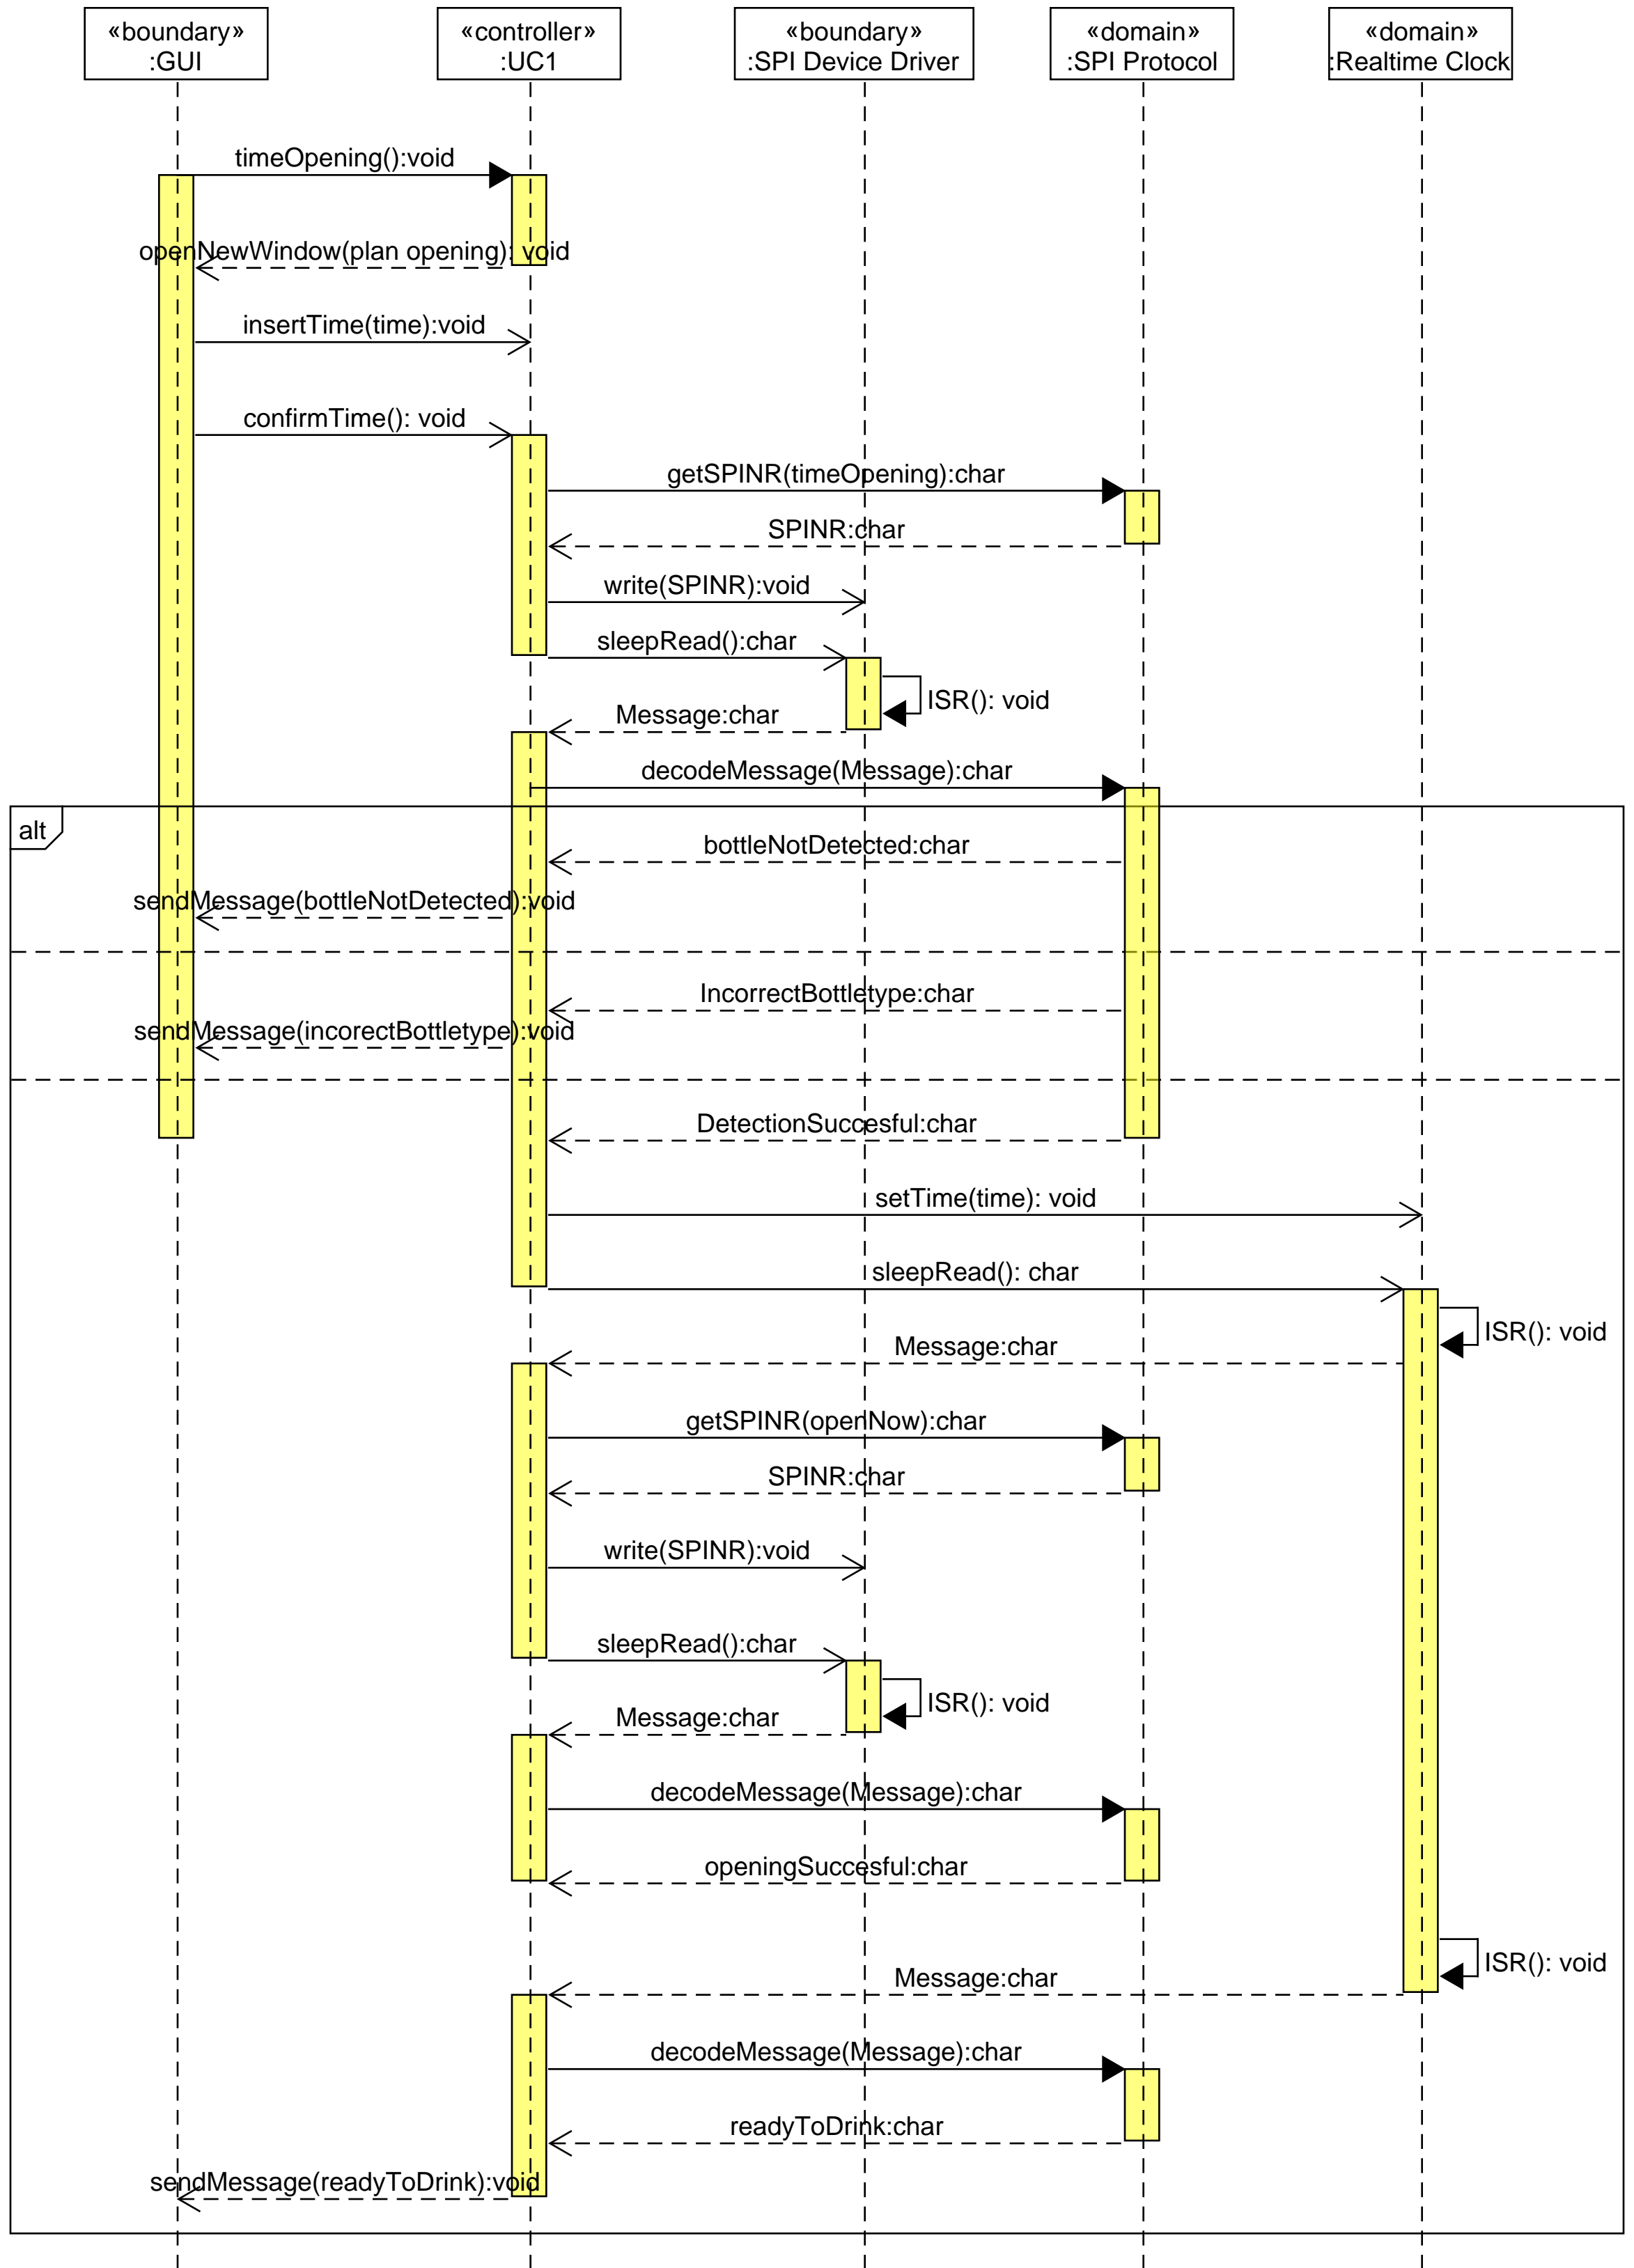 «boundary»
:GUI
«controller»
:UC1
«boundary»
:SPI Device Driver
«domain»
:SPI Protocol
«domain»
:Realtime Clock
timeOpening():void
openNewWindow(plan opening): void
insertTime(time):void
confirmTime(): void
getSPINR(timeOpening):char
SPINR:char
write(SPINR):void
sleepRead():char
ISR(): void
Message:char
decodeMessage(Message):char
alt
bottleNotDetected:char
sendMessage(bottleNotDetected):void
IncorrectBottletype:char
sendMessage(incorectBottletype):void
DetectionSuccesful:char
setTime(time): void
sleepRead(): char
ISR(): void
Message:char
getSPINR(openNow):char
SPINR:char
write(SPINR):void
sleepRead():char
ISR(): void
Message:char
decodeMessage(Message):char
openingSuccesful:char
ISR(): void
Message:char
decodeMessage(Message):char
readyToDrink:char
sendMessage(readyToDrink):void